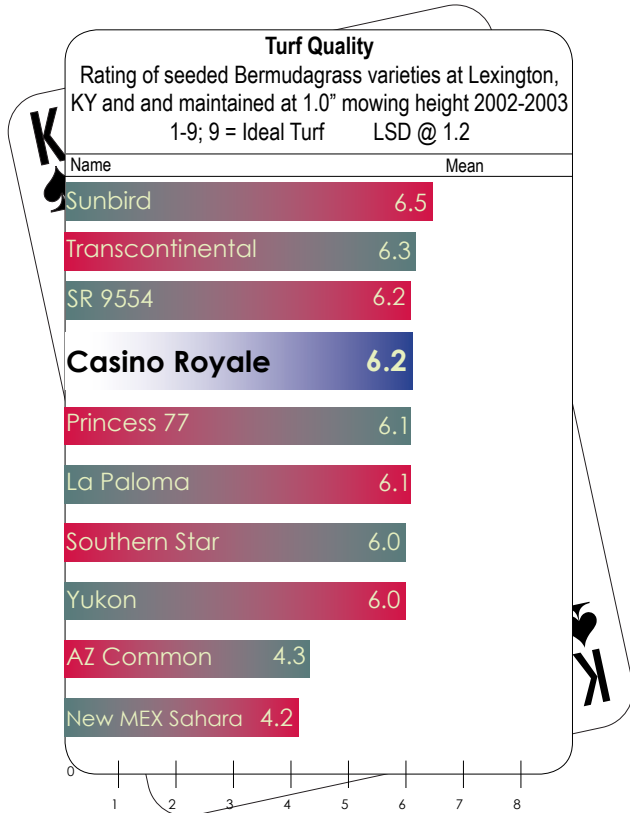 Turf Quality
Rating of seeded Bermudagrass varieties at Lexington,
KY and and maintained at 1.0” mowing height 2002-2003
1-9; 9 = Ideal Turf LSD @ 1.2
Name Mean
K
Sunbird 6.5
Transcontinental 6.3
SR 9554 6.2
Casino Royale 6.2
Princess 77 6.1
La Paloma 6.1
Southern Star 6.0
Yukon 6.0
AZ Common 4.3
K
New MEX Sahara 4.2
0
1 2 3 4 5 6 7 8